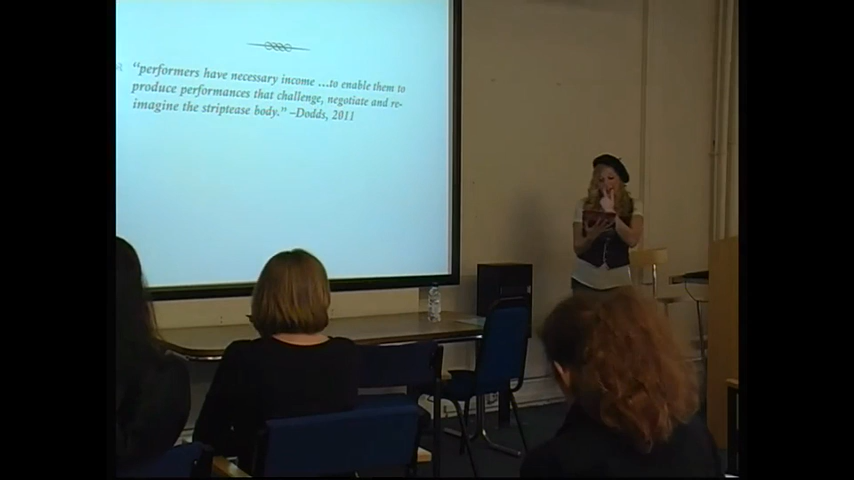 “performers have necessary income ...to enable them to
produce performances that challenge, negotiate and re-
imagine the striptease body.” –Dodds, 2011